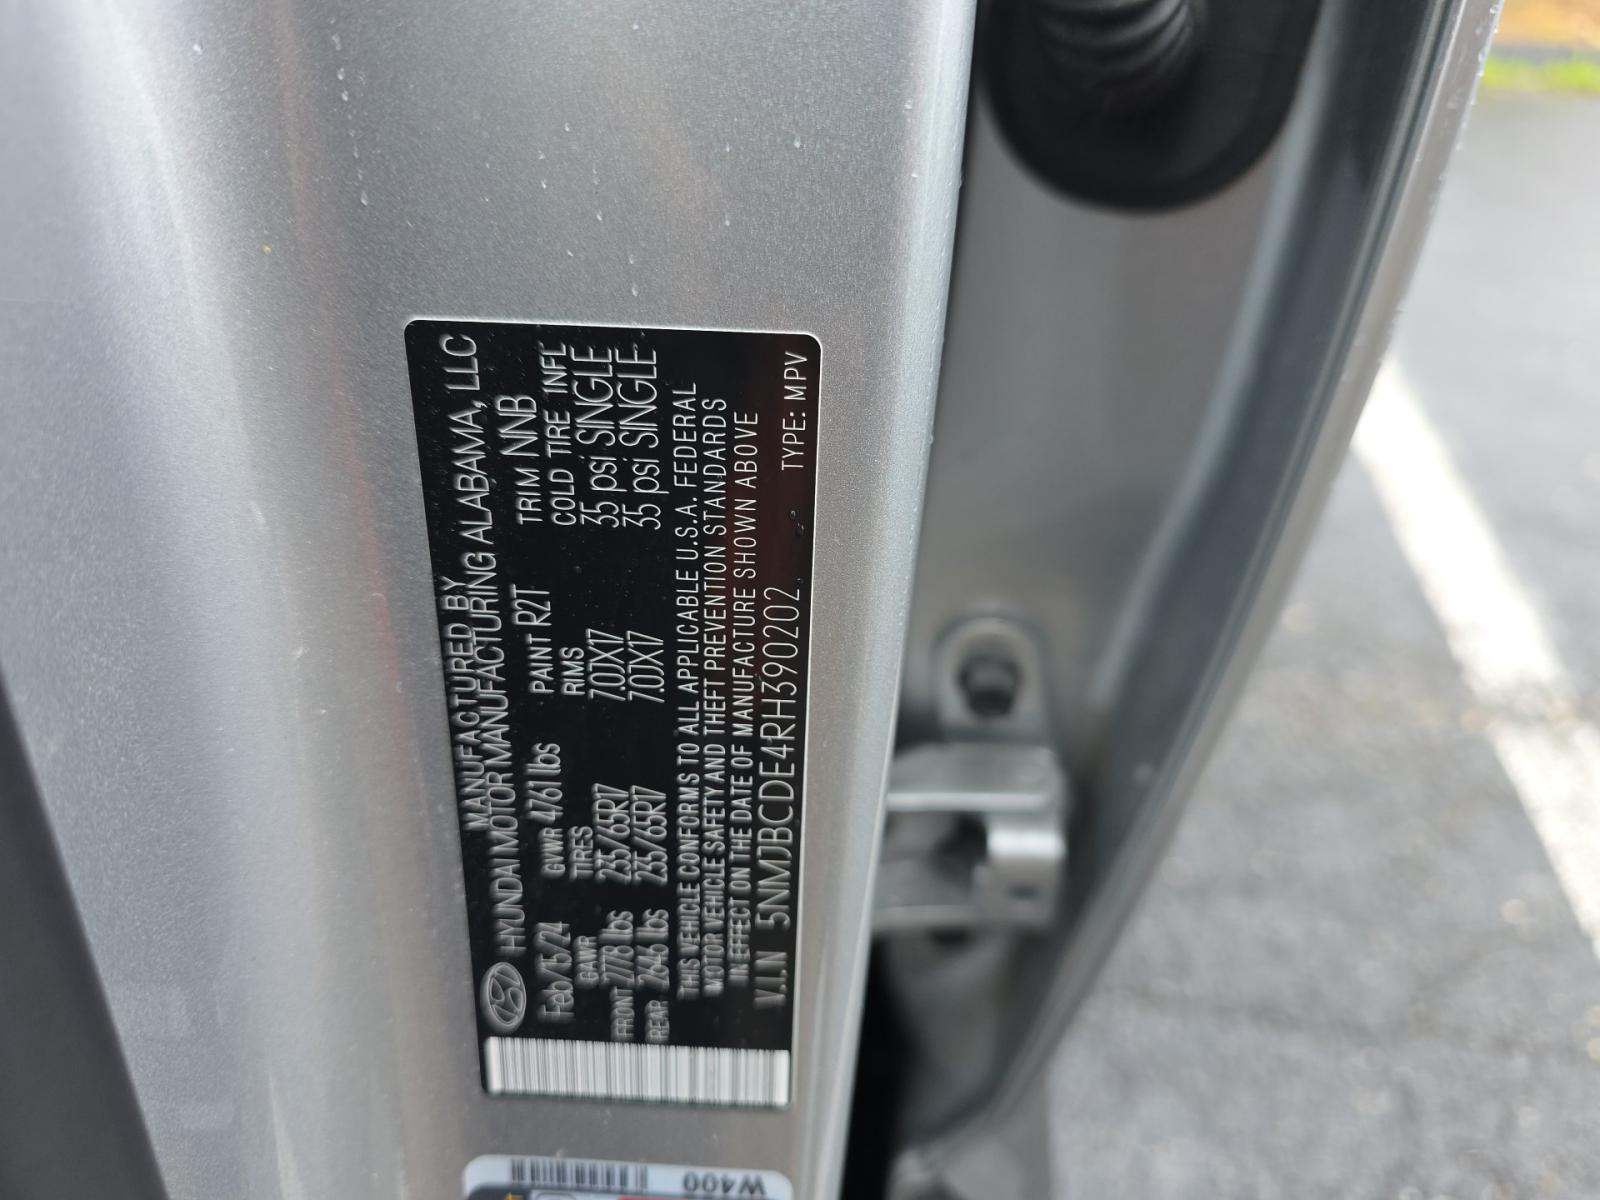 MANUFACTURED BY
HYUNDAI MOTOR MANUFACTURING ALABAMA, LLC
Feb/15/24 GVWR 4761 lbs PAINT R2T TRIM NNB
GAWR TIRES RIMS COLD TIRE INFL
FRONT 2778 lbs 235/65R17 7.0JX17 35 psi SINGLE
REAR 2646 lbs 235/65R17 7.0JX17 35 psi SINGLE
THIS VEHICLE CONFORMS TO ALL APPLICABLE U.S.A. FEDERAL
MOTOR VEHICLE SAFETY AND THEFT PREVENTION STANDARDS
IN EFFECT ON THE DATE OF MANUFACTURE SHOWN ABOVE
V.I.N 5NMJBCDE4RH390202 TYPE: MPV
W400